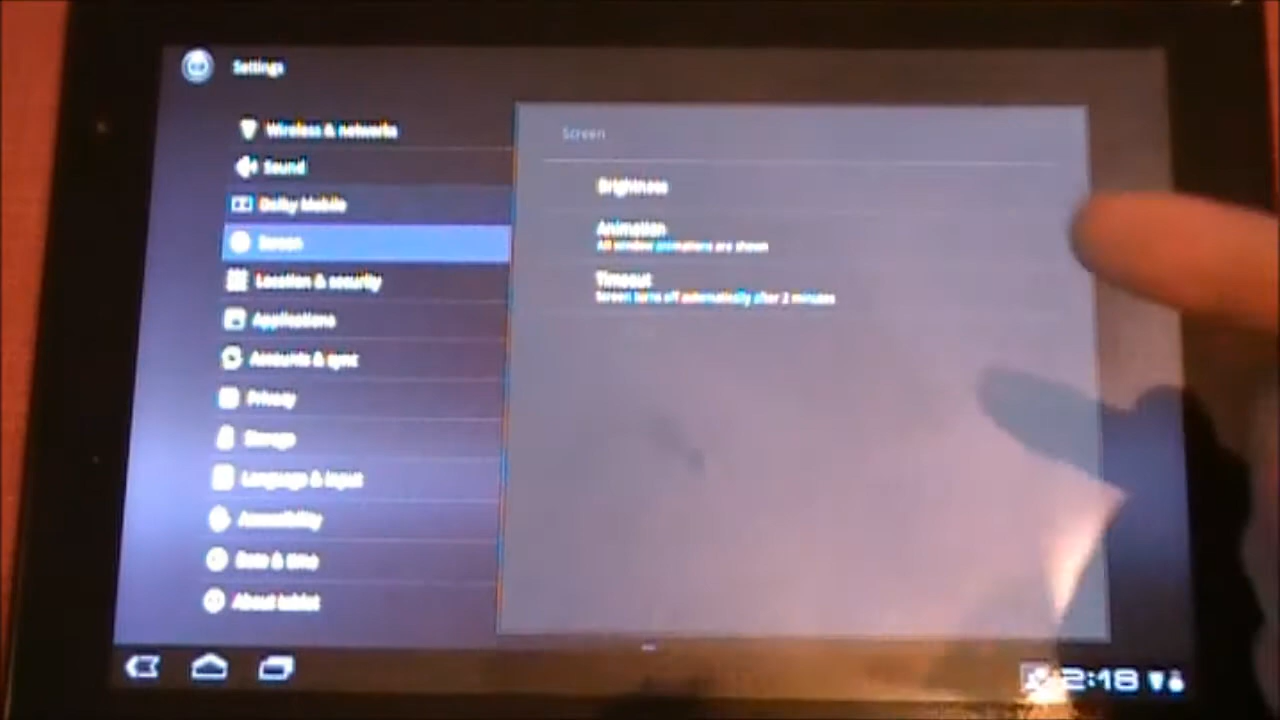 Settings
Wireless & networks
Sound
Dolby Mobile
Screen
Location & security
Applications
Accounts & sync
Privacy
Storage
Language & input
Accessibility
Date & time
About tablet
Screen
Brightness
Animation
All window animations are shown
Timeout
Screen turns off automatically after 2 minutes
2:18